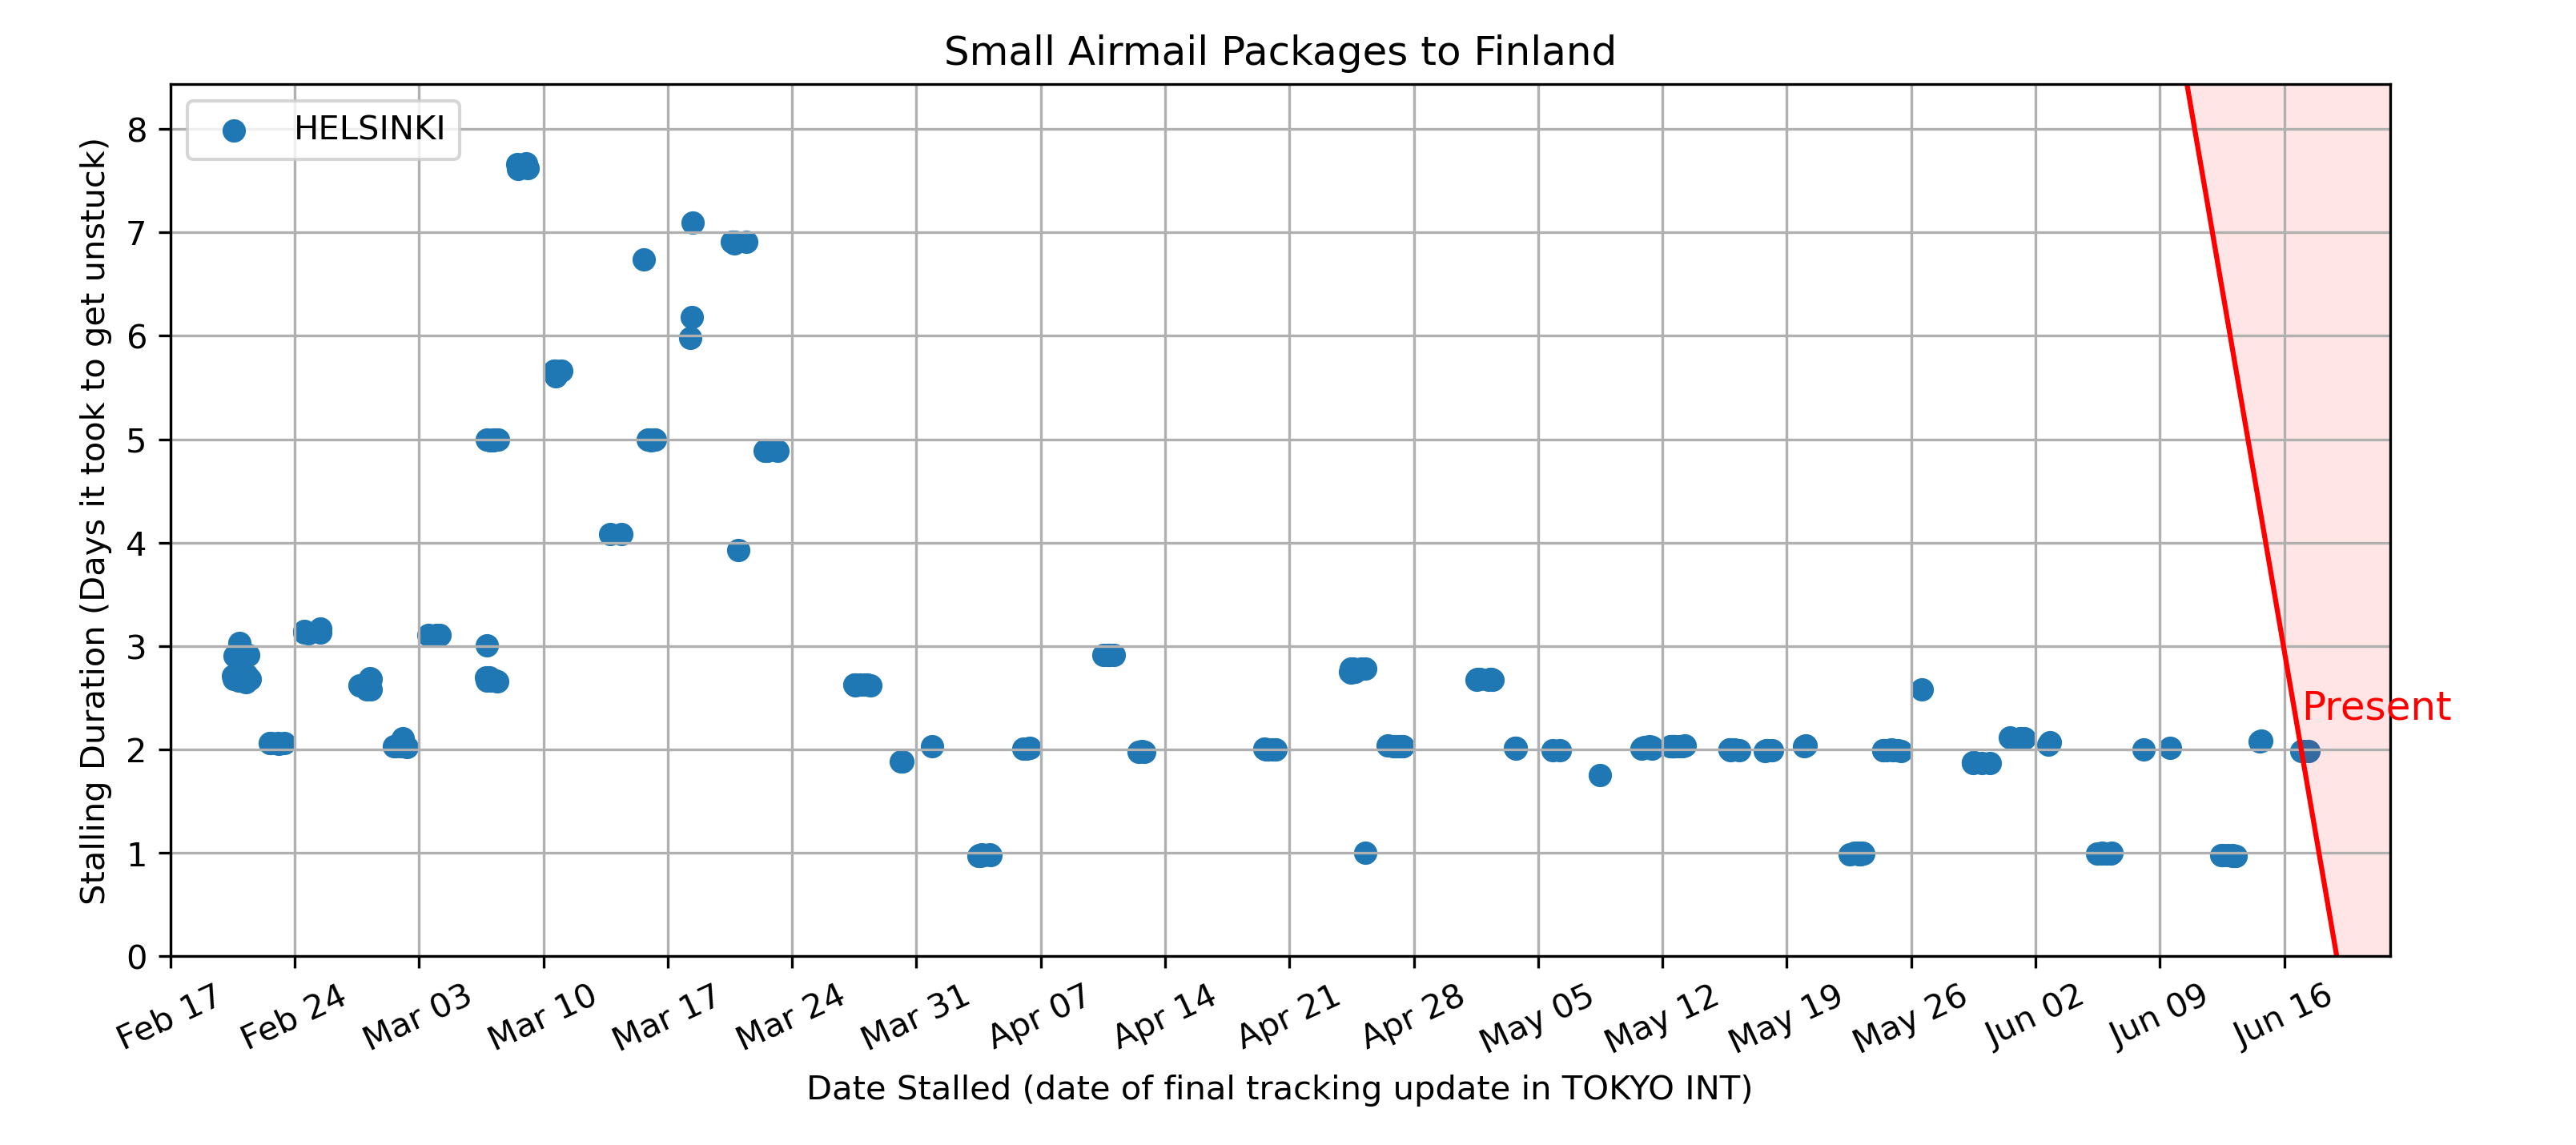 Small Airmail Packages to Finland
HELSINKI
Stalling Duration (Days it took to get unstuck)
8
7
6
5
4
3
2
1
0
Present
Feb 17
Feb 24
Mar 03
Mar 10
Mar 17
Mar 24
Mar 31
Apr 07
Apr 14
Apr 21
Apr 28
May 05
May 12
May 19
May 26
Jun 02
Jun 09
Jun 16
Date Stalled (date of final tracking update in TOKYO INT)